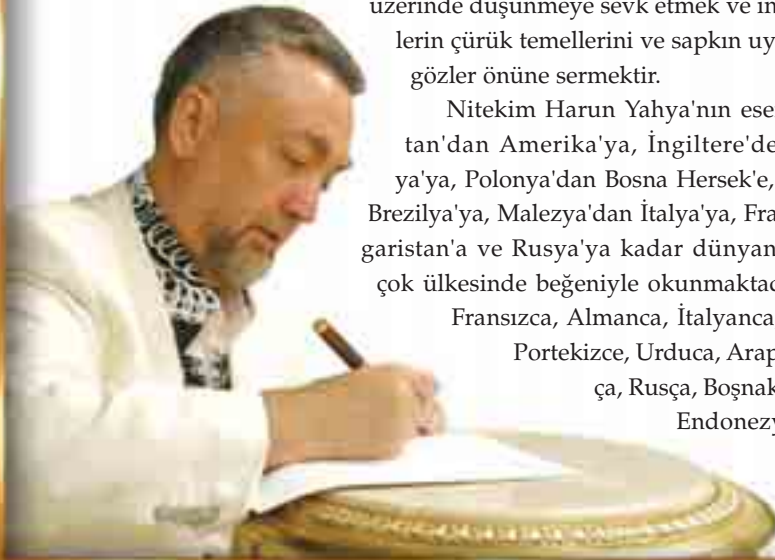 üzerinde düşünmeye sevk etmek ve in
lerin çürük temellerini ve sapkın uy
gözler önüne sermektir.
Nitekim Harun Yahya'nın ese
tan'dan Amerika'ya, İngiltere'de
ya'ya, Polonya'dan Bosna Hersek'e,
Brezilya'ya, Malezya'dan İtalya'ya, Fra
garistan'a ve Rusya'ya kadar dünyan
çok ülkesinde beğeniyle okunmaktad
Fransızca, Almanca, İtalyanca
Portekizce, Urduca, Arap
ça, Rusça, Boşnak
Endonezy